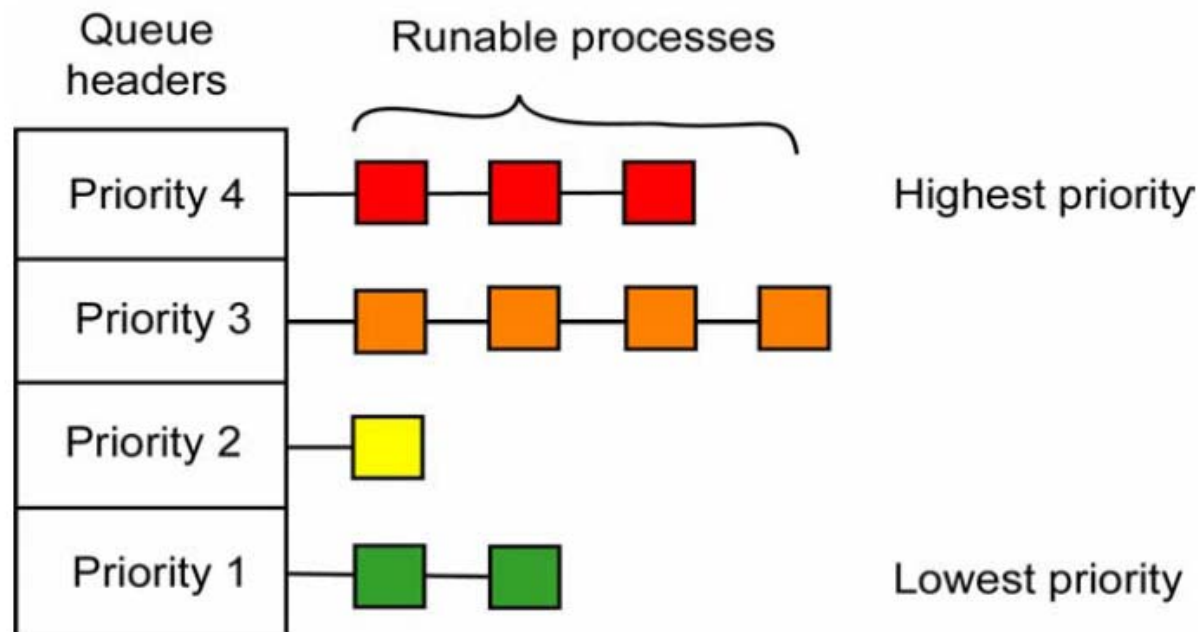 Queue
headers
Runable processes
Priority 4
Highest priority
Priority 3
Priority 2
Priority 1
Lowest priority